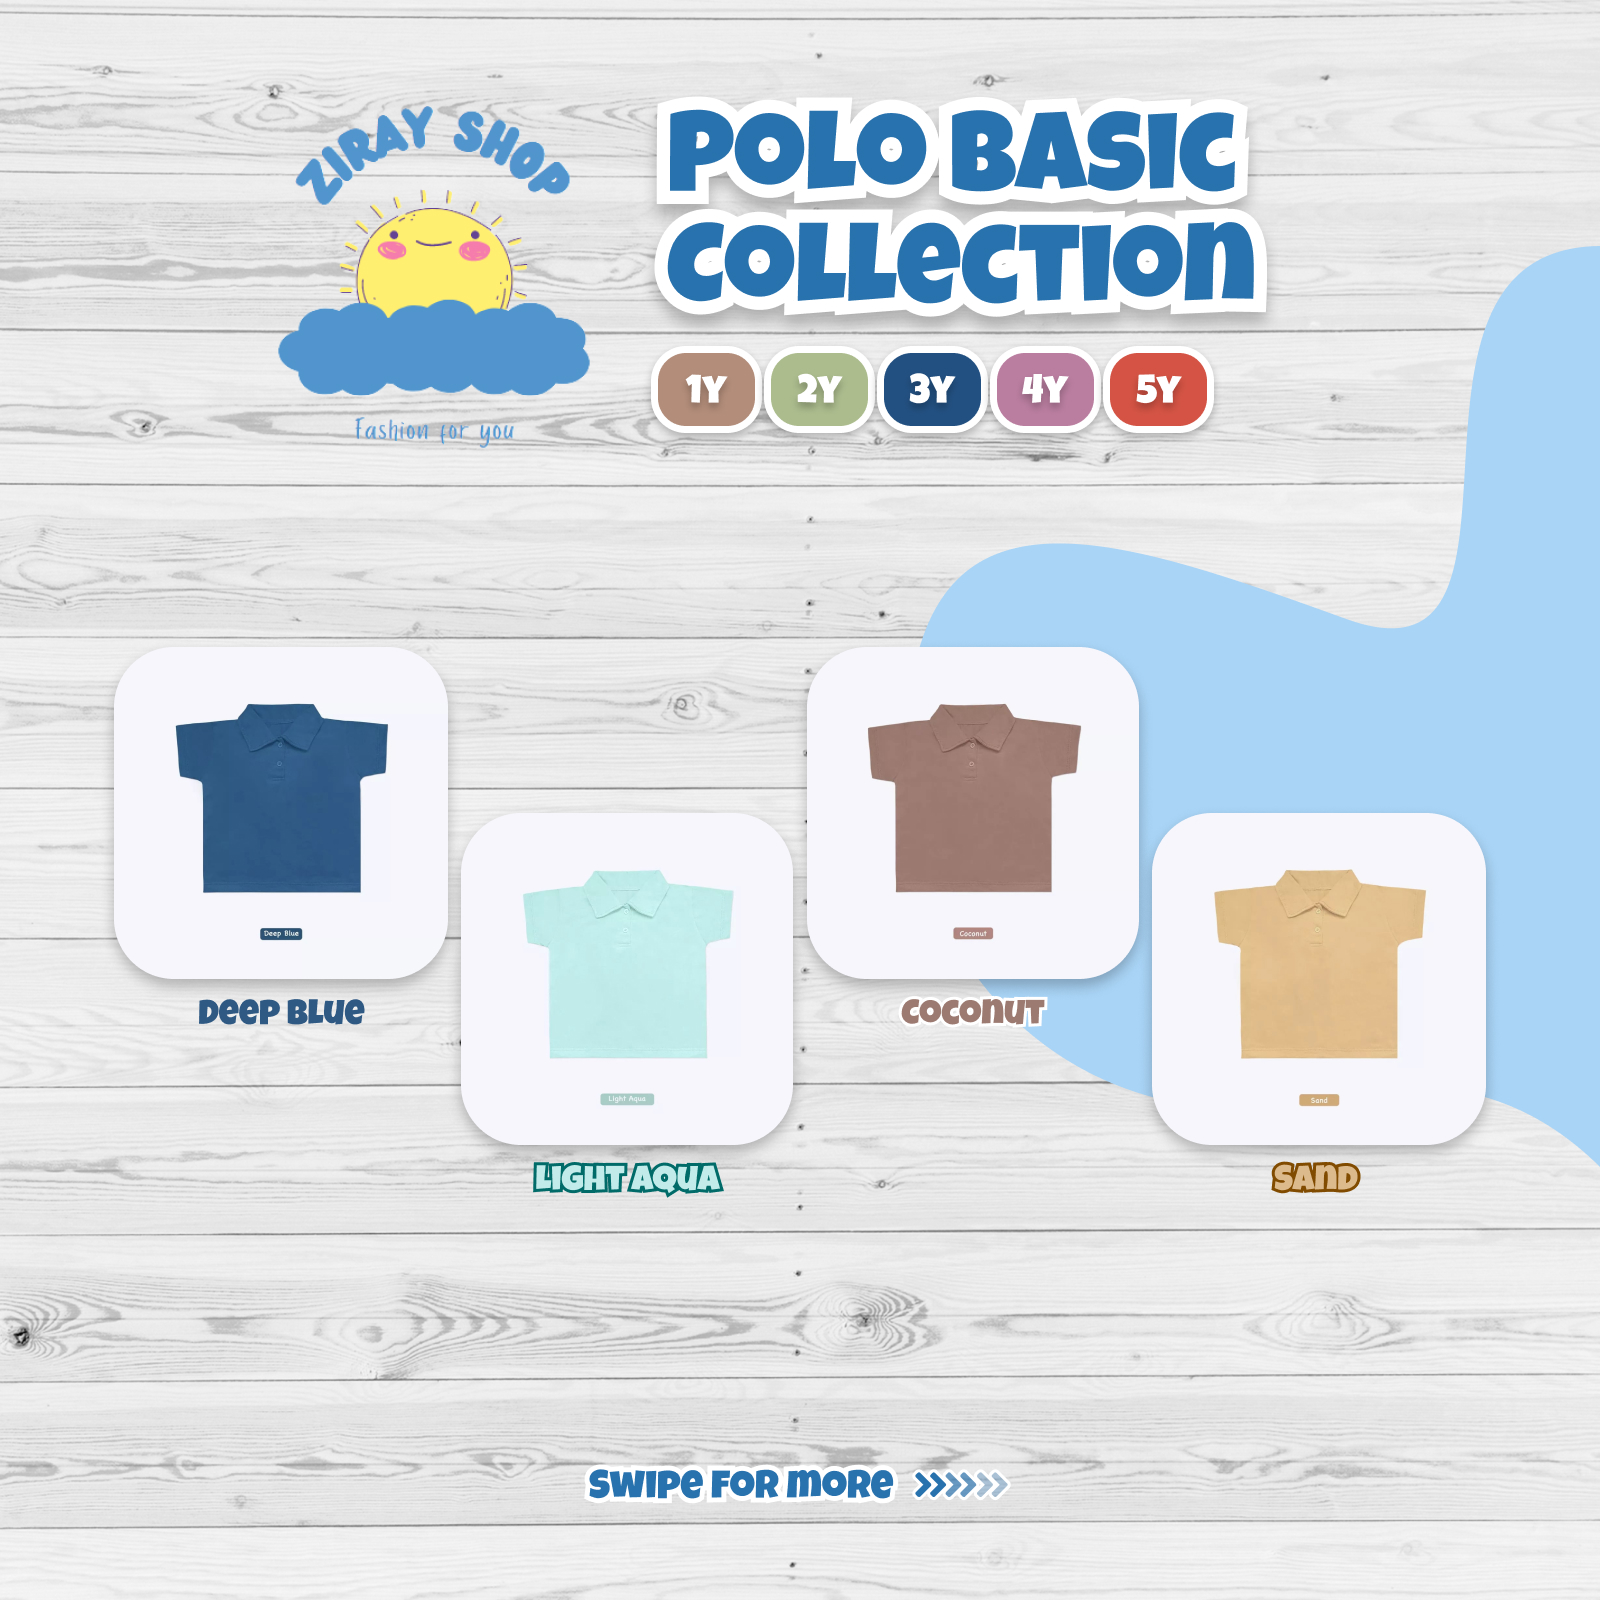 ZIRAY SHOP
Fashion for you
POLO BASIC
COLLECTION
1Y 2Y 3Y 4Y 5Y
Deep Blue
DEEP BLUE
Light Aqua
LIGHT AQUA
Coconut
COCONUT
Sand
SAND
SWIPE FOR MORE